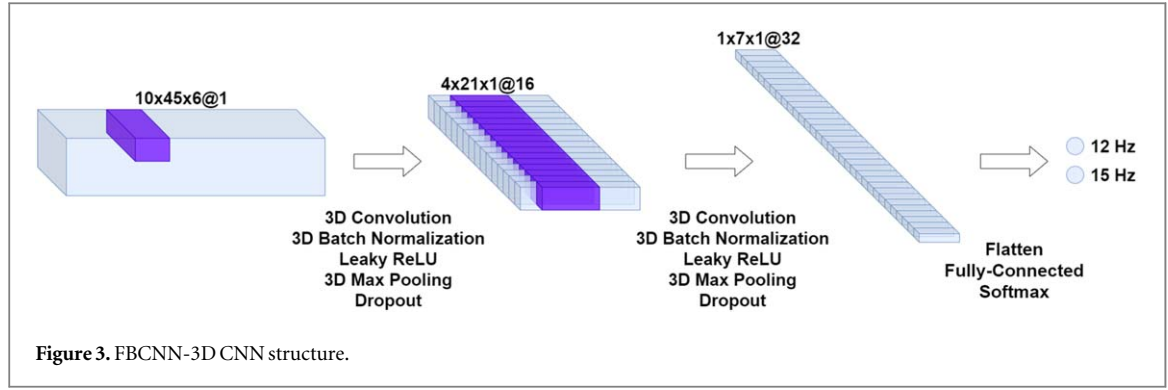 10x45x6@1
4x21x1@16
1x7x1@32
3D Convolution
3D Batch Normalization
Leaky ReLU
3D Max Pooling
Dropout
3D Convolution
3D Batch Normalization
Leaky ReLU
3D Max Pooling
Dropout
12 Hz
15 Hz
Flatten
Fully-Connected
Softmax
Figure 3. FBCNN-3D CNN structure.